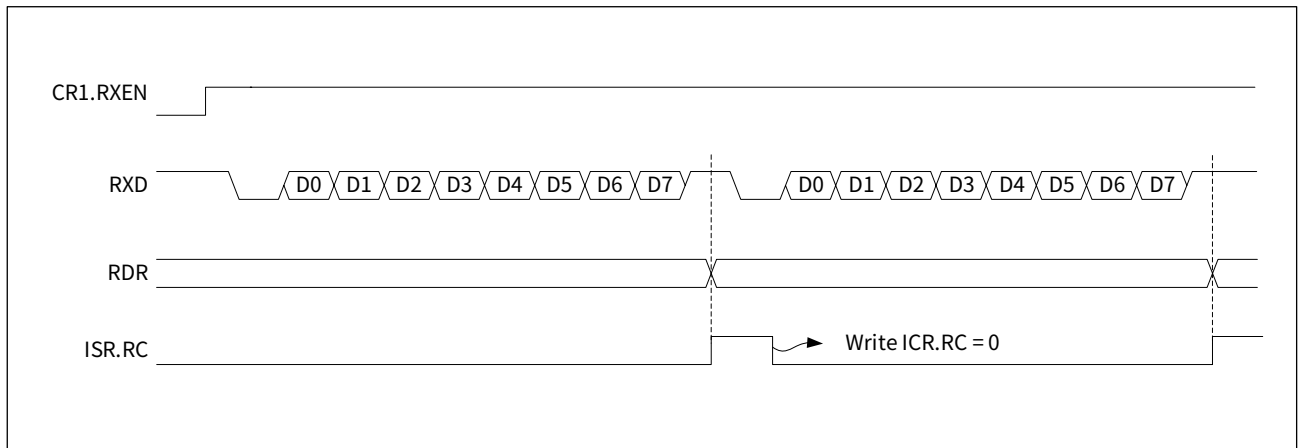 CR1.RXEN
RXD D0 D1 D2 D3 D4 D5 D6 D7 D0 D1 D2 D3 D4 D5 D6 D7
RDR
ISR.RC Write ICR.RC = 0